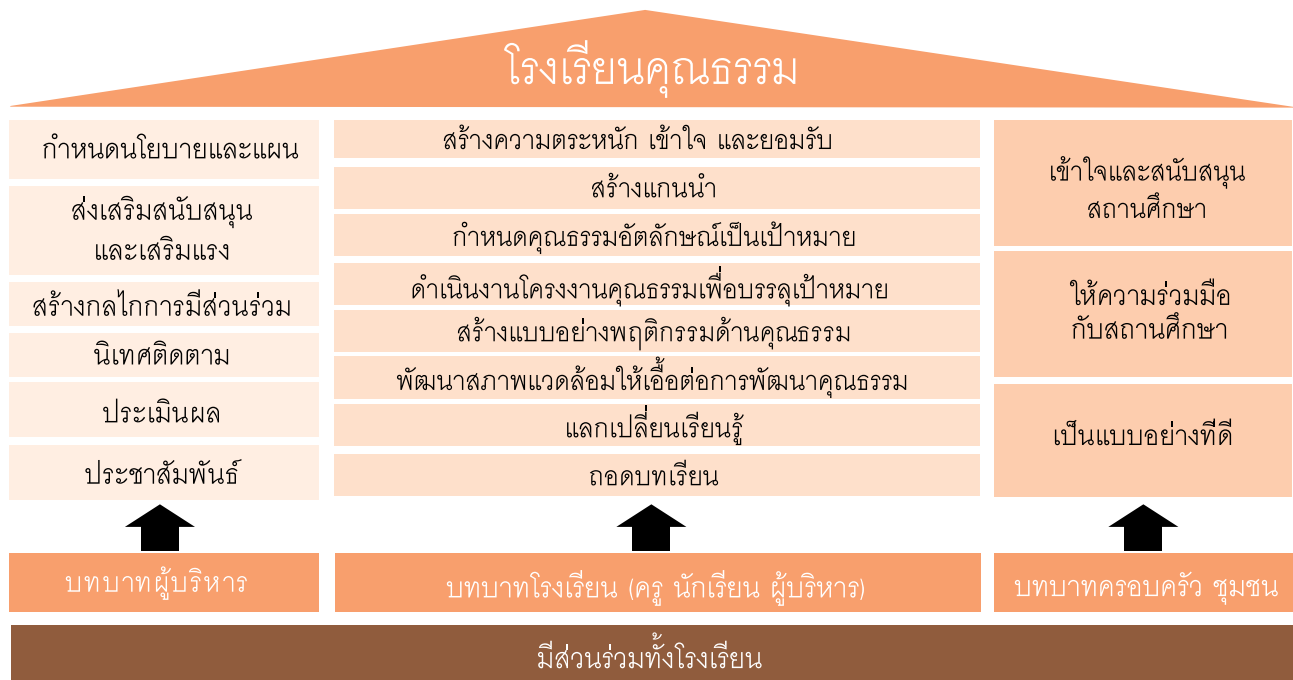 โรงเรียนคุณธรรม
กำหนดนโยบายและแผน
ส่งเสริมสนับสนุน
และเสริมแรง
สร้างกลไกการมีส่วนร่วม
นิเทศติดตาม
ประเมินผล
ประชาสัมพันธ์
บทบาทผู้บริหาร
สร้างความตระหนัก เข้าใจ และยอมรับ
สร้างแกนนำ
กำหนดคุณธรรมอัตลักษณ์เป็นเป้าหมาย
ดำเนินงานโครงงานคุณธรรมเพื่อบรรลุเป้าหมาย
สร้างแบบอย่างพฤติกรรมด้านคุณธรรม
พัฒนาสภาพแวดล้อมให้เอื้อต่อการพัฒนาคุณธรรม
แลกเปลี่ยนเรียนรู้
ถอดบทเรียน
บทบาทโรงเรียน (ครู นักเรียน ผู้บริหาร)
เข้าใจและสนับสนุน
สถานศึกษา
ให้ความร่วมมือ
กับสถานศึกษา
เป็นแบบอย่างทีดี
บทบาทครอบครัว ชุมชน
มีส่วนร่วมทั้งโรงเรียน